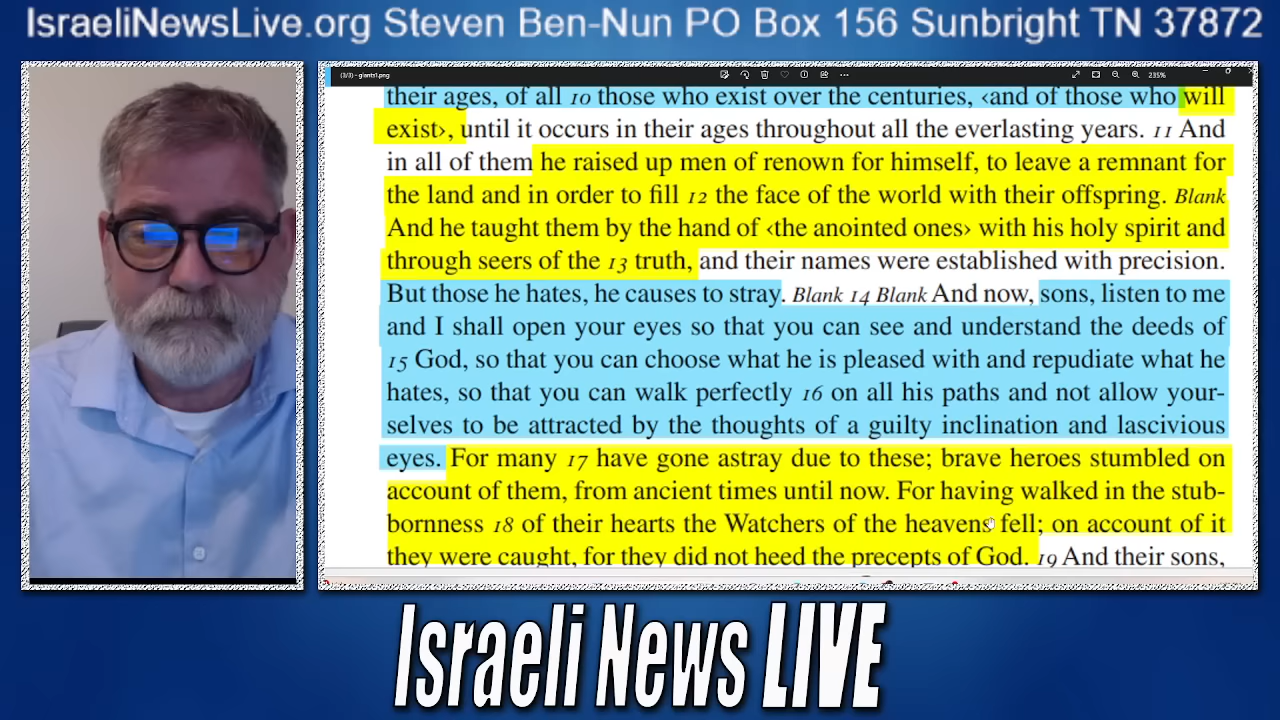 IsraeliNewsLive.org Steven Ben-Nun PO Box 156 Sunbright TN 37872
(3/3) - giants1.png
235%
their ages, of all 10 those who exist over the centuries, ‹and of those who will
exist›, until it occurs in their ages throughout all the everlasting years. 11 And
in all of them he raised up men of renown for himself, to leave a remnant for
the land and in order to fill 12 the face of the world with their offspring. Blank
And he taught them by the hand of ‹the anointed ones› with his holy spirit and
through seers of the 13 truth, and their names were established with precision.
But those he hates, he causes to stray. Blank 14 Blank And now, sons, listen to me
and I shall open your eyes so that you can see and understand the deeds of
15 God, so that you can choose what he is pleased with and repudiate what he
hates, so that you can walk perfectly 16 on all his paths and not allow your-
selves to be attracted by the thoughts of a guilty inclination and lascivious
eyes. For many 17 have gone astray due to these; brave heroes stumbled on
account of them, from ancient times until now. For having walked in the stub-
bornness 18 of their hearts the Watchers of the heavens fell; on account of it
they were caught, for they did not heed the precepts of God. 19 And their sons,
Israeli News LIVE